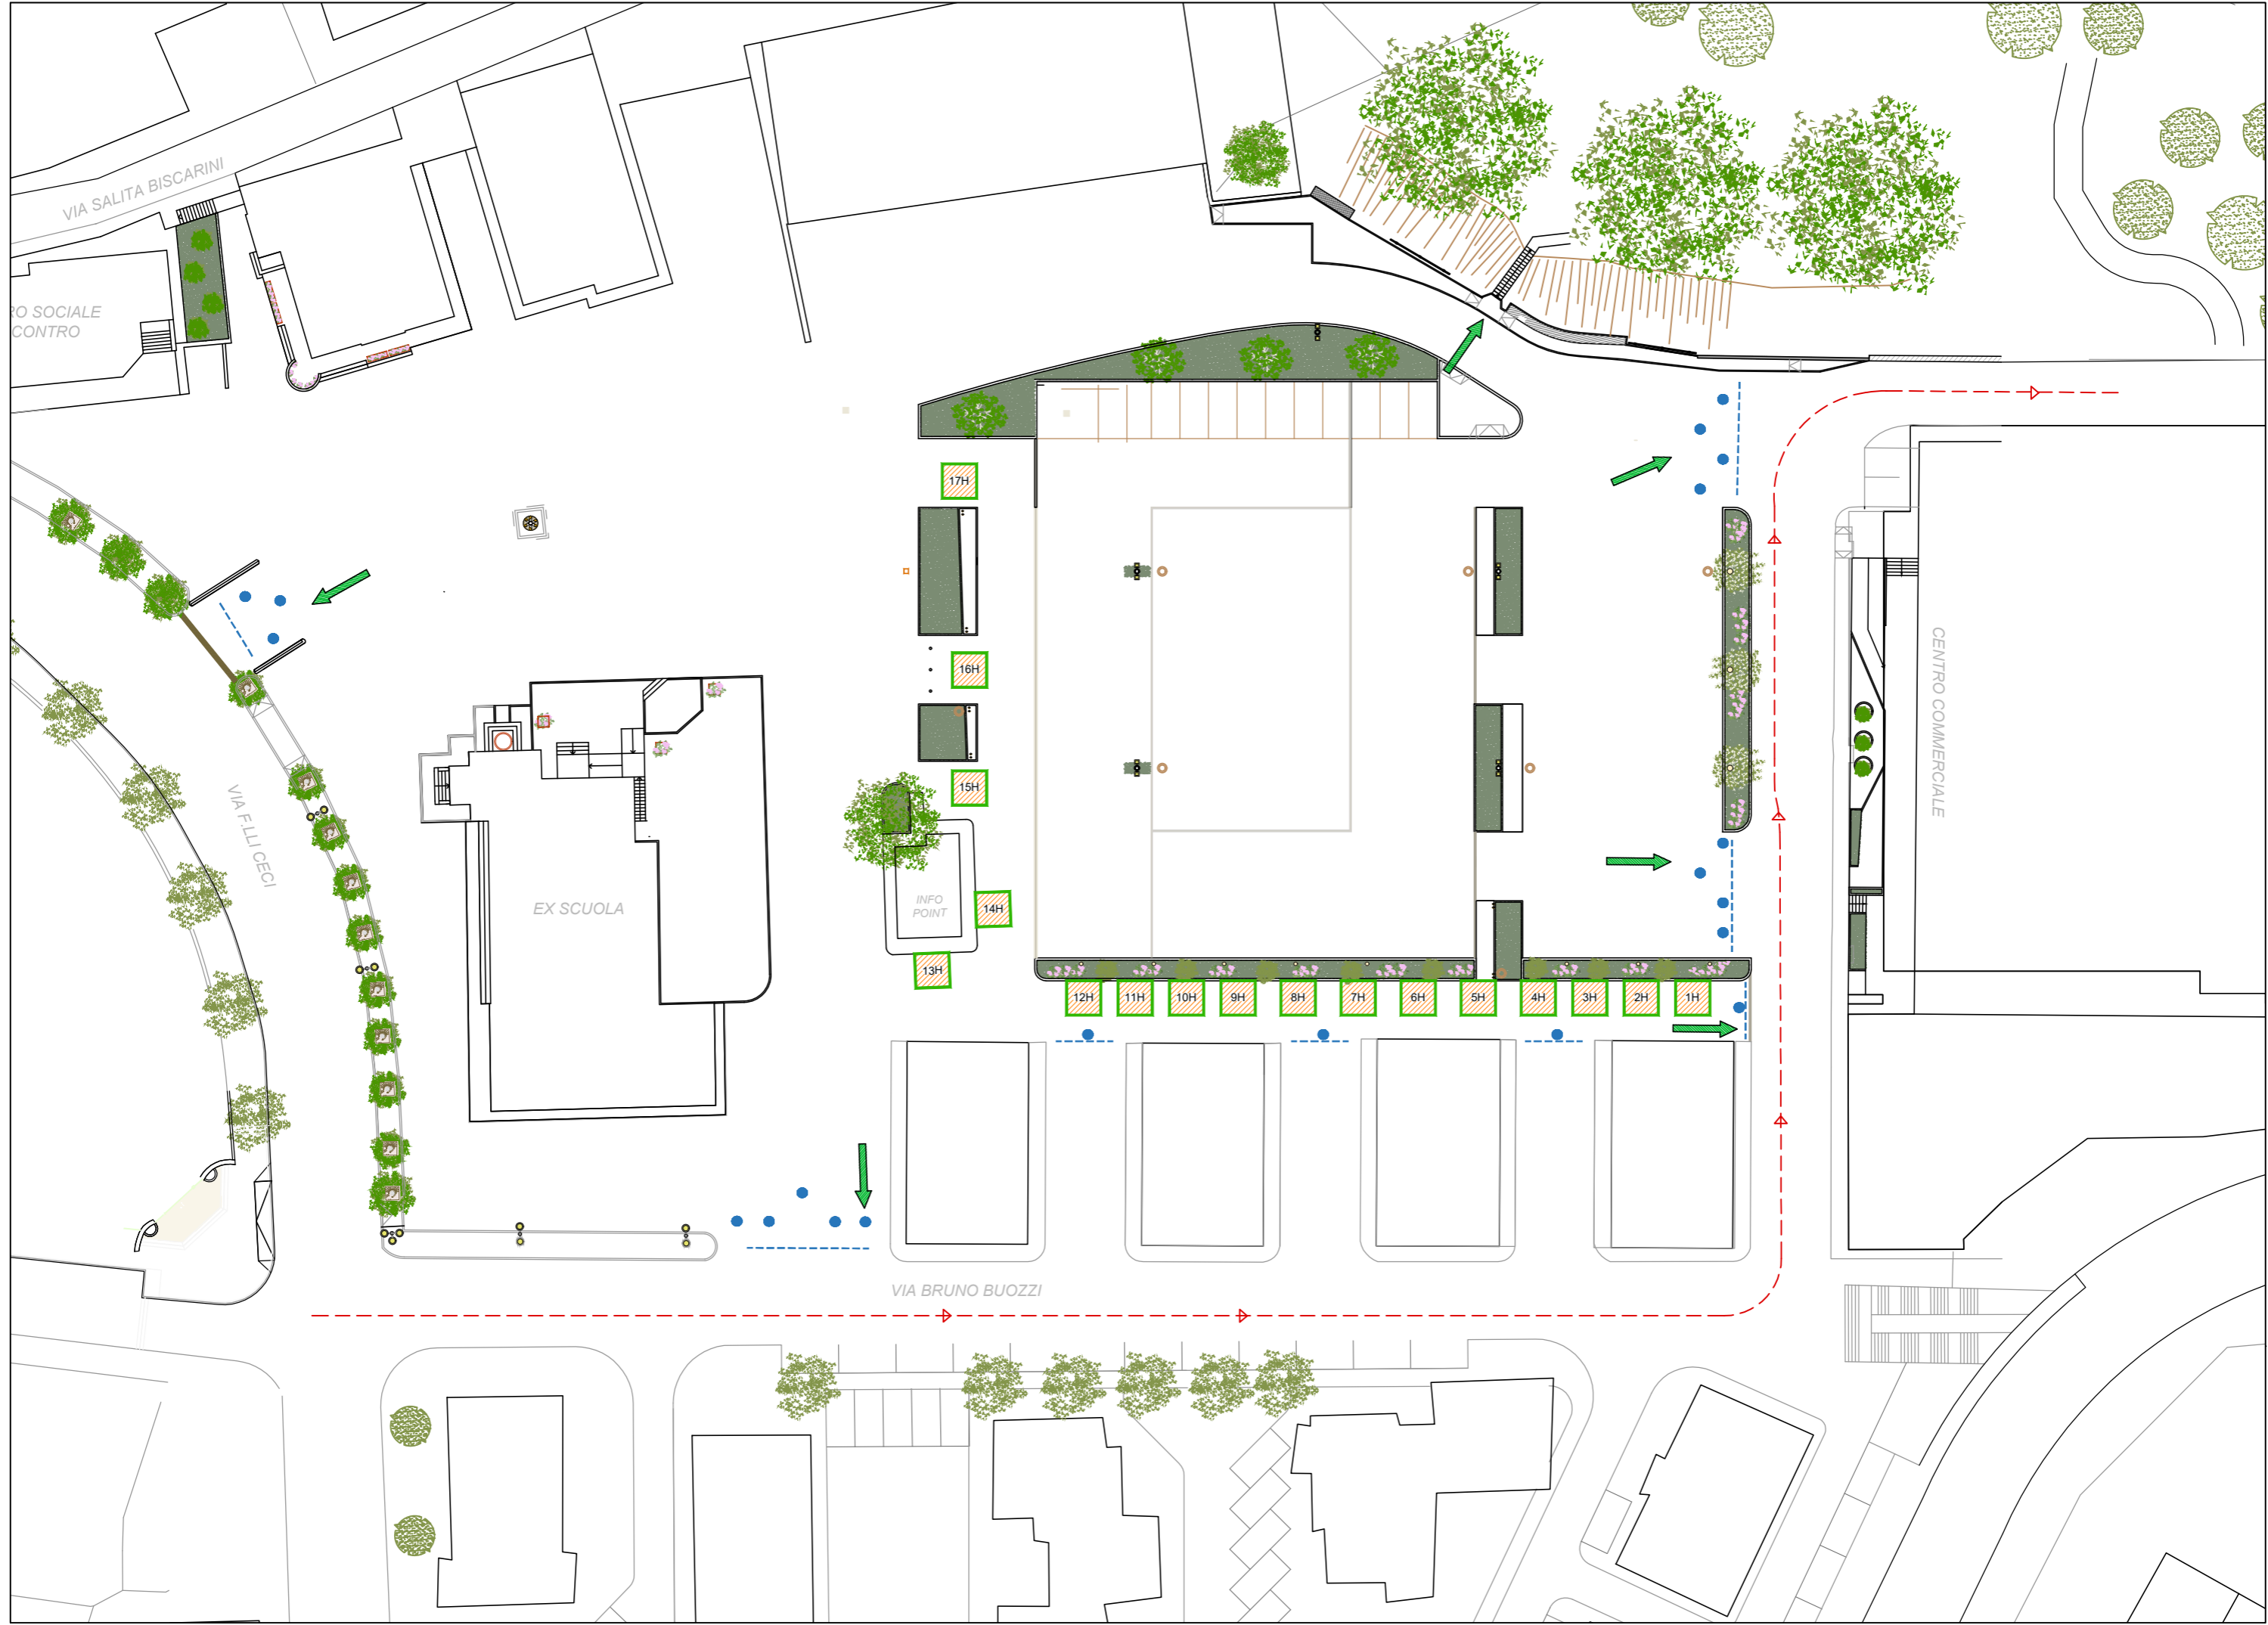 VIA SALITA BISCARINI
RO SOCIALE
CONTRO
17H
16H
15H
CENTRO COMMERCIALE
VIA F.LLI CECI
EX SCUOLA
INFO
POINT
14H
13H
12H
11H
10H
9H
8H
7H
6H
5H
4H
3H
2H
1H
VIA BRUNO BUOZZI